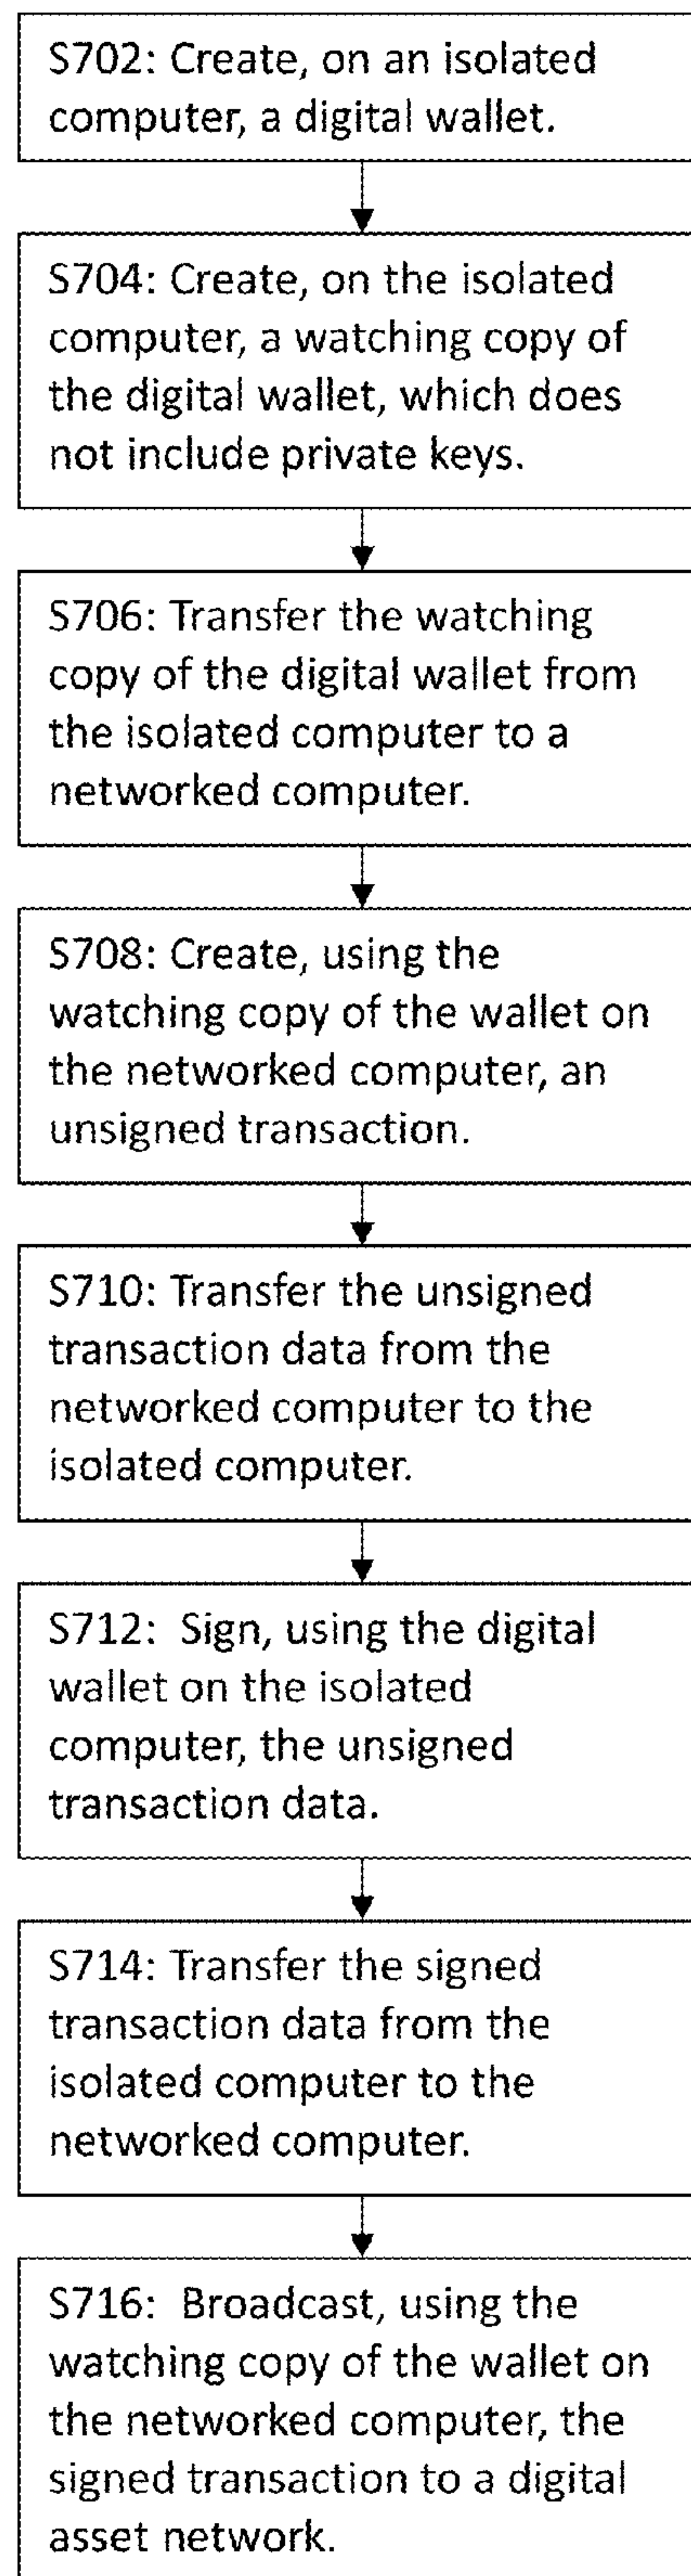 S702: Create, on an isolated
computer, a digital wallet.
S704: Create, on the isolated
computer, a watching copy of
the digital wallet, which does
not include private keys.
S706: Transfer the watching
copy of the digital wallet from
the isolated computer to a
networked computer.
S708: Create, using the
watching copy of the wallet on
the networked computer, an
unsigned transaction.
S710: Transfer the unsigned
transaction data from the
networked computer to the
isolated computer.
S712:  Sign, using the digital
wallet on the isolated
computer, the unsigned
transaction data.
S714: Transfer the signed
transaction data from the
isolated computer to the
networked computer.
S716:  Broadcast, using the
watching copy of the wallet on
the networked computer, the
signed transaction to a digital
asset network.